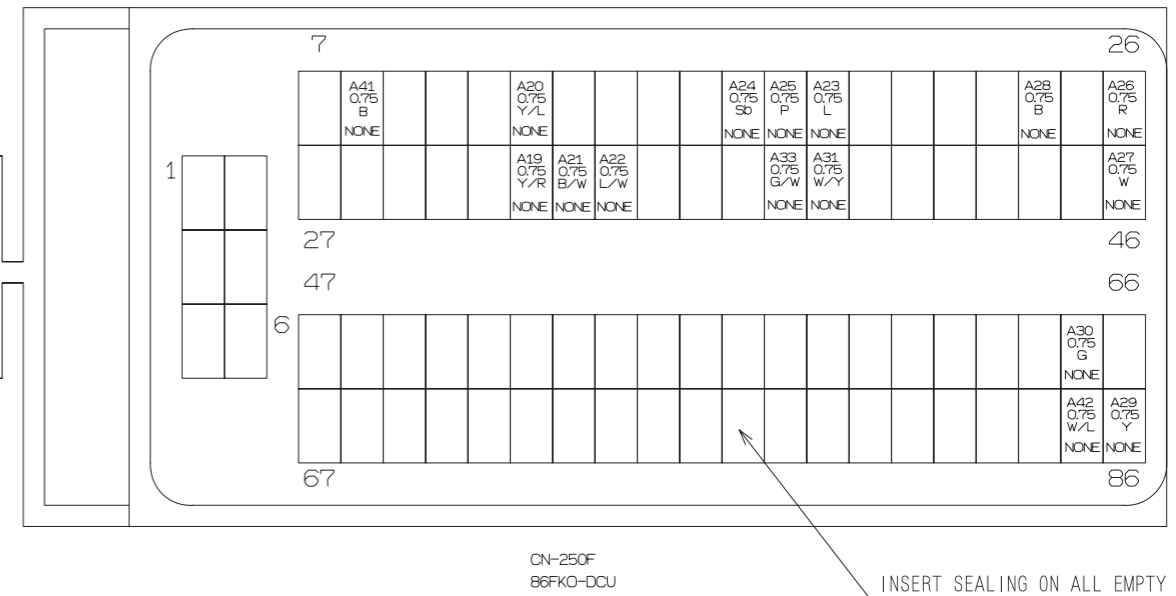 7
26
A41
0.75
B
NONE
A20
0.75
Y/L
NONE
A24
0.75
Sb
NONE
A25
0.75
P
NONE
A23
0.75
L
NONE
A28
0.75
B
NONE
A26
0.75
R
NONE
1
A19
0.75
Y/R
NONE
A21
0.75
B/W
NONE
A22
0.75
L/W
NONE
A33
0.75
G/W
NONE
A31
0.75
W/Y
NONE
A27
0.75
W
NONE
27
46
47
66
6
A30
0.75
G
NONE
A42
0.75
W/L
NONE
A29
0.75
Y
NONE
67
86
CN-250F
86FKO-DCU
INSERT SEALING ON ALL EMPTY